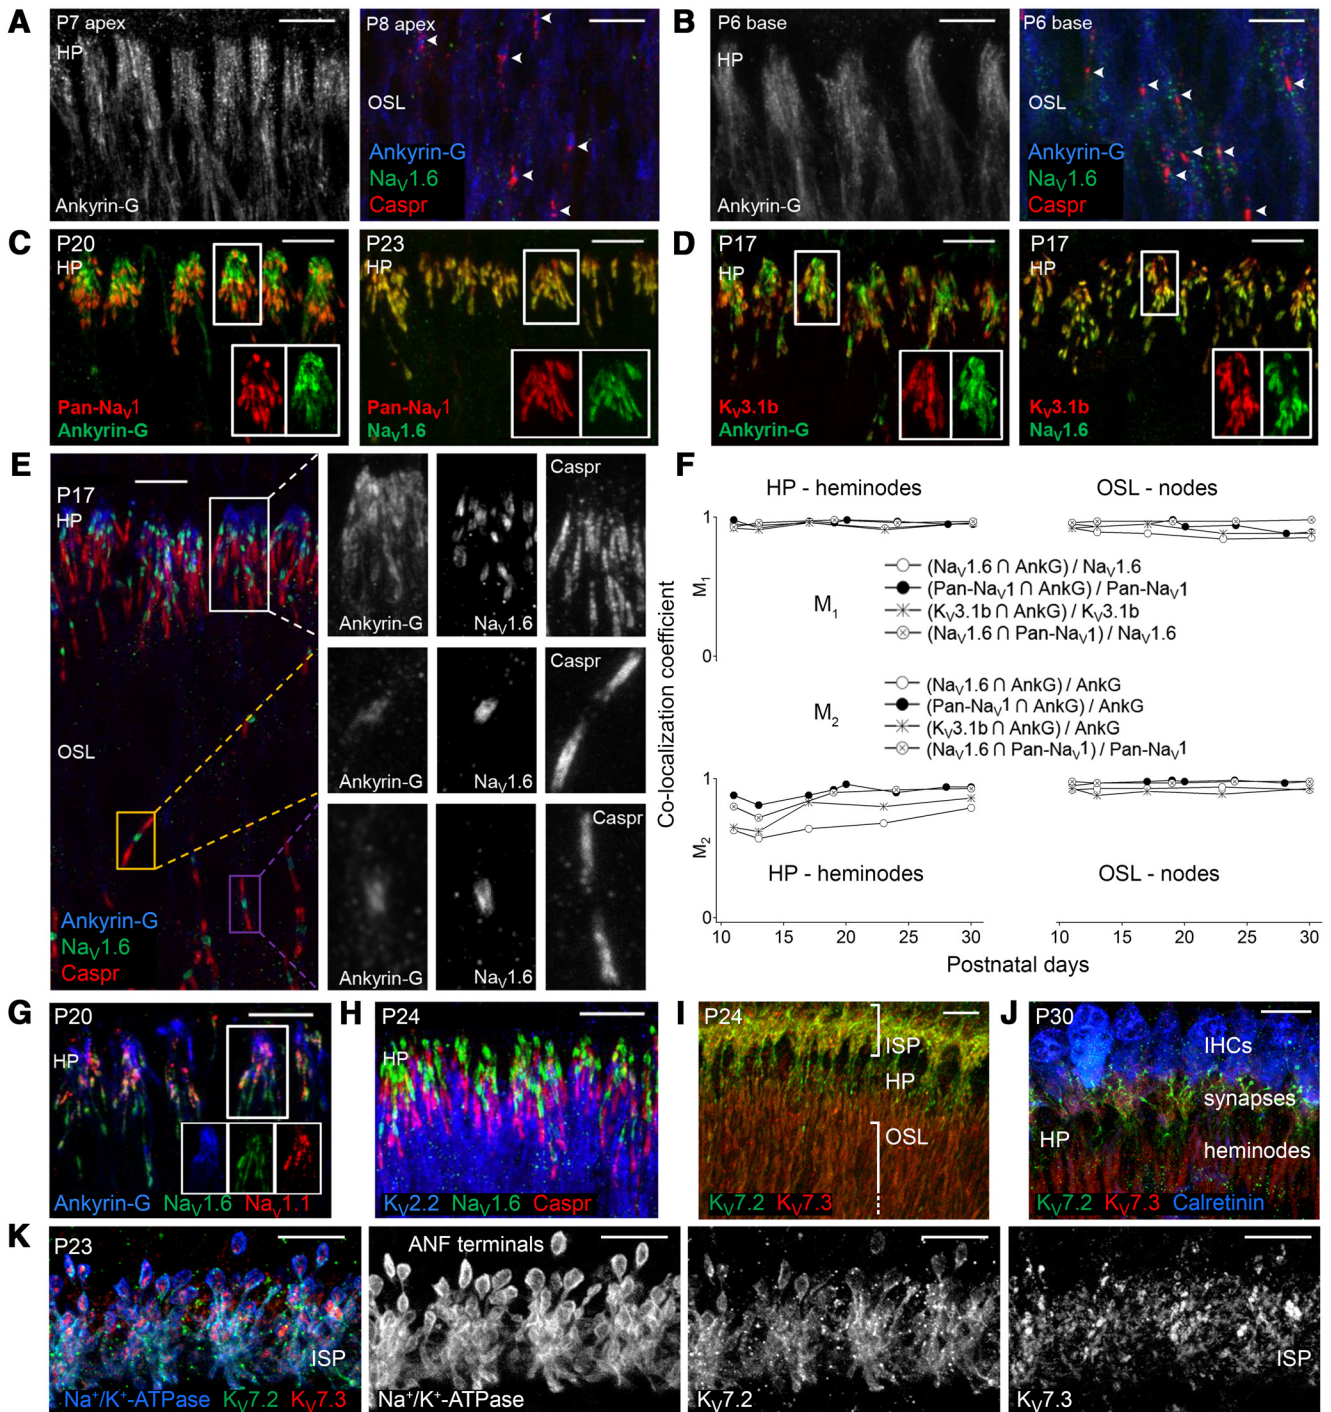 A
P7 apex
HP
Ankyrin-G
P8 apex
OSL
Ankyrin-G
NaV1.6
Caspr
B
P6 base
HP
Ankyrin-G
P6 base
OSL
Ankyrin-G
NaV1.6
Caspr
C
P20
HP
Pan-NaV1
Ankyrin-G
P23
HP
Pan-NaV1
NaV1.6
D
P17
HP
KV3.1b
Ankyrin-G
P17
HP
KV3.1b
NaV1.6
E
P17
HP
OSL
Ankyrin-G
NaV1.6
Caspr
Ankyrin-G
NaV1.6
Caspr
Ankyrin-G
NaV1.6
Caspr
Ankyrin-G
NaV1.6
Caspr
F
HP - heminodes
OSL - nodes
Co-localization coefficient
1
M1
0
M1
(NaV1.6 ∩ AnkG) / NaV1.6
(Pan-NaV1 ∩ AnkG) / Pan-NaV1
(KV3.1b ∩ AnkG) / KV3.1b
(NaV1.6 ∩ Pan-NaV1) / NaV1.6
M2
(NaV1.6 ∩ AnkG) / AnkG
(Pan-NaV1 ∩ AnkG) / AnkG
(KV3.1b ∩ AnkG) / AnkG
(NaV1.6 ∩ Pan-NaV1) / Pan-NaV1
1
M2
0
HP - heminodes
OSL - nodes
10 15 20 25 30
10 15 20 25 30
Postnatal days
G
P20
HP
Ankyrin-G NaV1.6 NaV1.1
H
P24
HP
KV2.2 NaV1.6 Caspr
I
P24
ISP
HP
OSL
KV7.2 KV7.3
J
P30
IHCs
synapses
HP
heminodes
KV7.2 KV7.3 Calretinin
K
P23
ISP
Na+/K+-ATPase KV7.2 KV7.3
ANF terminals
Na+/K+-ATPase
KV7.2
ISP
KV7.3